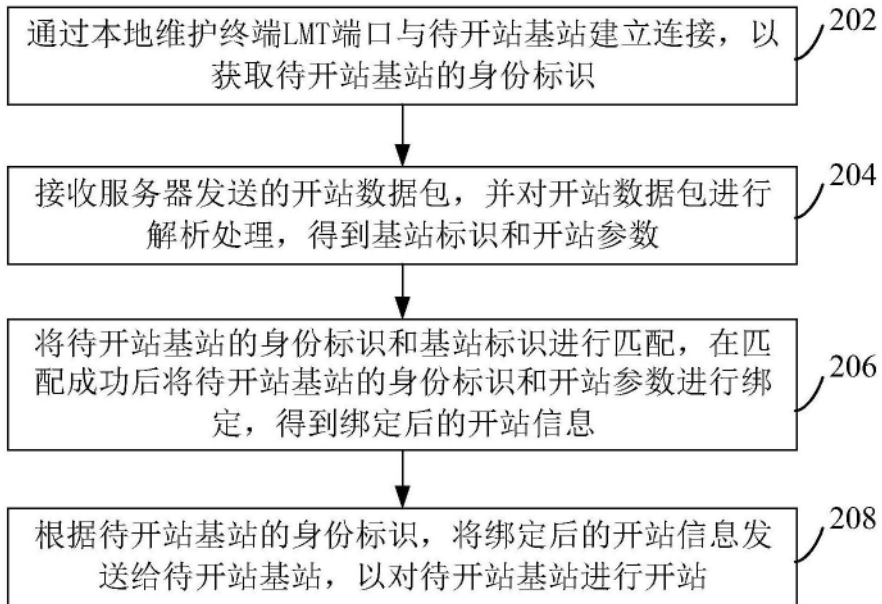 通过本地维护终端LMT端口与待开站基站建立连接，以
获取待开站基站的身份标识
202
接收服务器发送的开站数据包，并对开站数据包进行
解析处理，得到基站标识和开站参数
204
将待开站基站的身份标识和基站标识进行匹配，在匹
配成功后将待开站基站的身份标识和开站参数进行绑
定，得到绑定后的开站信息
206
根据待开站基站的身份标识，将绑定后的开站信息发
送给待开站基站，以对待开站基站进行开站
208